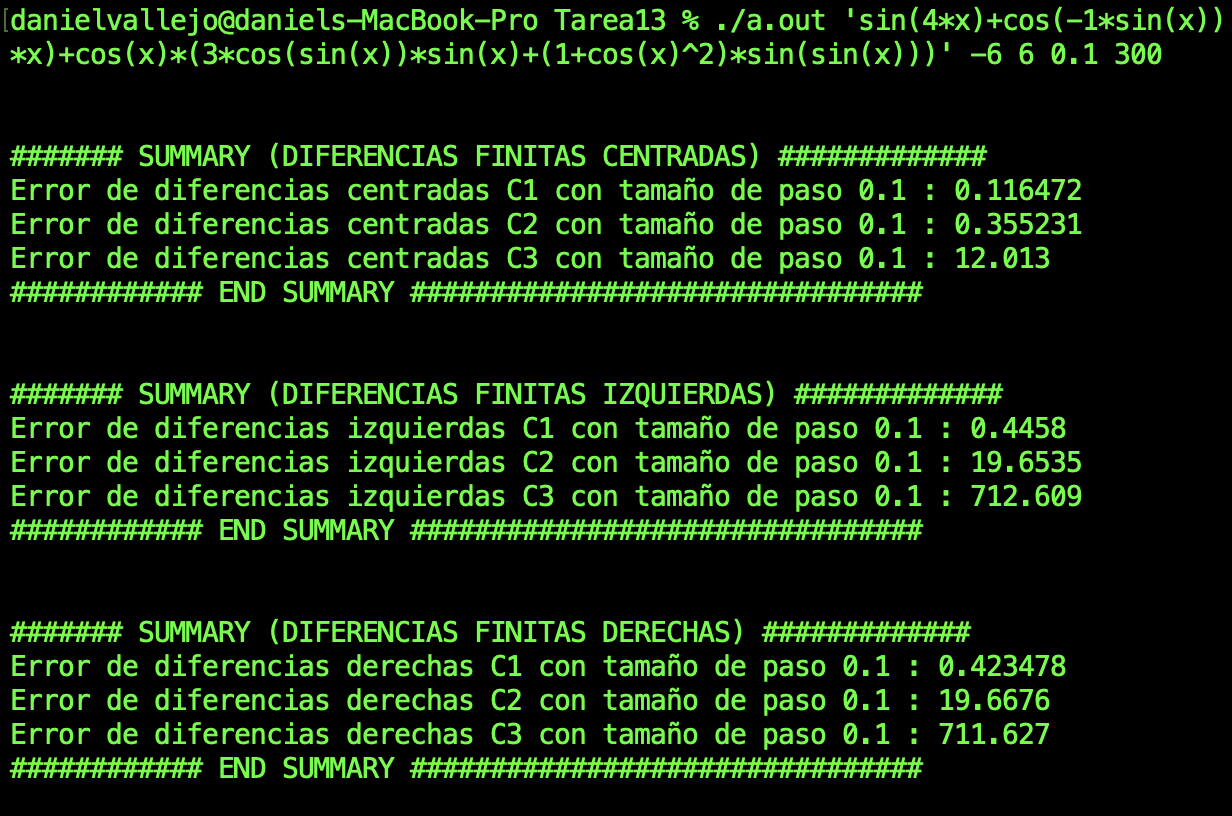 danielvallejo@daniels-MacBook-Pro Tarea13 % ./a.out 'sin(4*x)+cos(-1*sin(x))
*x)+cos(x)*(3*cos(sin(x))*sin(x)+(1+cos(x)^2)*sin(sin(x)))' -6 6 0.1 300
####### SUMMARY (DIFERENCIAS FINITAS CENTRADAS) #############
Error de diferencias centradas C1 con tamaño de paso 0.1 : 0.116472
Error de diferencias centradas C2 con tamaño de paso 0.1 : 0.355231
Error de diferencias centradas C3 con tamaño de paso 0.1 : 12.013
############ END SUMMARY ################################
####### SUMMARY (DIFERENCIAS FINITAS IZQUIERDAS) #############
Error de diferencias izquierdas C1 con tamaño de paso 0.1 : 0.4458
Error de diferencias izquierdas C2 con tamaño de paso 0.1 : 19.6535
Error de diferencias izquierdas C3 con tamaño de paso 0.1 : 712.609
############ END SUMMARY ################################
####### SUMMARY (DIFERENCIAS FINITAS DERECHAS) #############
Error de diferencias derechas C1 con tamaño de paso 0.1 : 0.423478
Error de diferencias derechas C2 con tamaño de paso 0.1 : 19.6676
Error de diferencias derechas C3 con tamaño de paso 0.1 : 711.627
############ END SUMMARY ################################